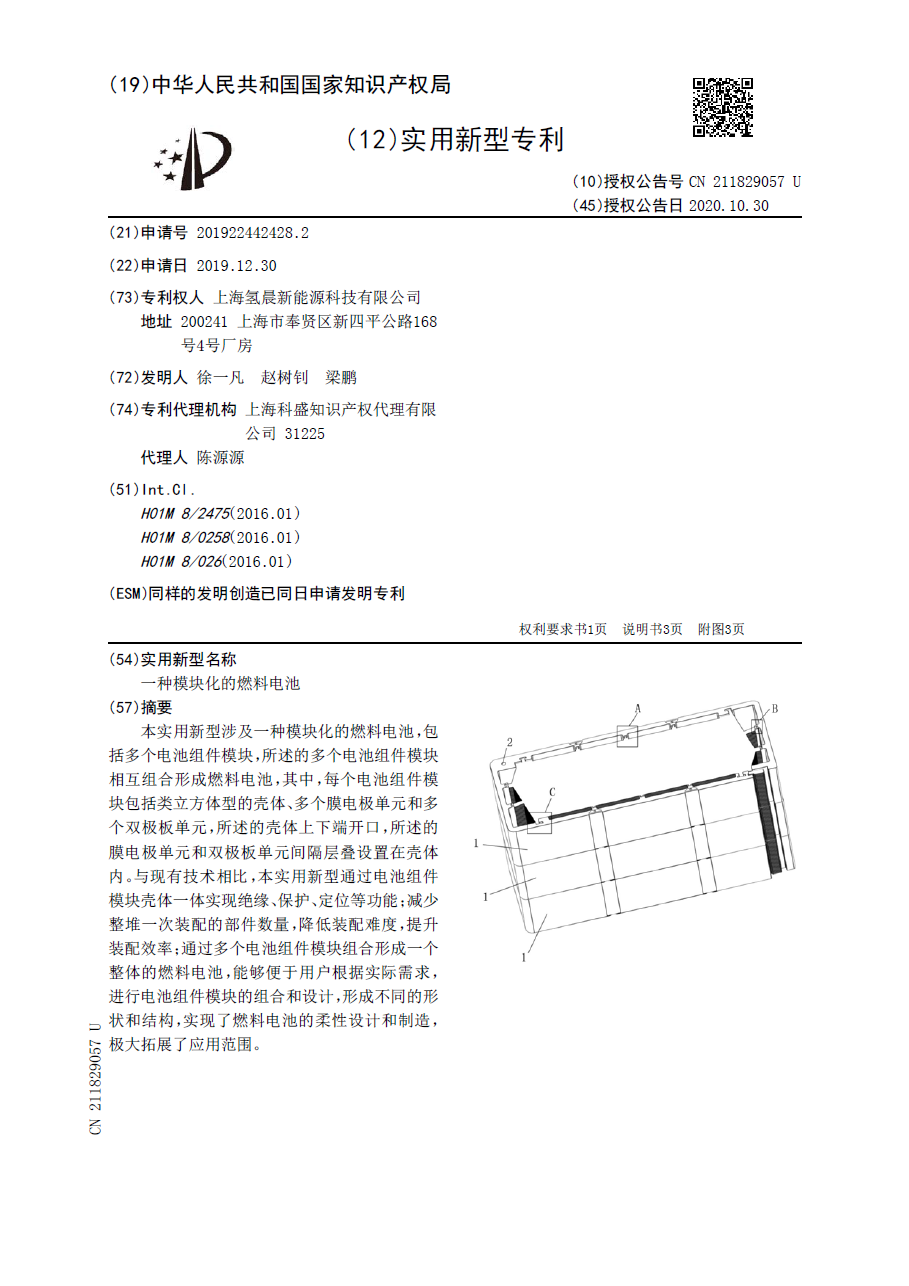 (19)中华人民共和国国家知识产权局
(12)实用新型专利
(10)授权公告号 CN 211829057 U
(45)授权公告日 2020.10.30
(21)申请号 201922442428.2
(22)申请日 2019.12.30
(73)专利权人 上海氢晨新能源科技有限公司
地址 200241 上海市奉贤区新四平公路168
号4号厂房
(72)发明人 徐一凡 赵树钊 梁鹏
(74)专利代理机构 上海科盛知识产权代理有限
公司 31225
代理人 陈源源
(51)Int.Cl.
H01M 8/2475(2016.01)
H01M 8/0258(2016.01)
H01M 8/026(2016.01)
(ESM)同样的发明创造已同日申请发明专利
权利要求书1页 说明书3页 附图3页
(54)实用新型名称
一种模块化的燃料电池
(57)摘要
本实用新型涉及一种模块化的燃料电池,包
括多个电池组件模块,所述的多个电池组件模块
相互组合形成燃料电池,其中,每个电池组件模
块包括类立方体型的壳体、多个膜电极单元和多
个双极板单元,所述的壳体上下端开口,所述的
膜电极单元和双极板单元间隔层叠设置在壳体
内。与现有技术相比,本实用新型通过电池组件
模块壳体一体实现绝缘、保护、定位等功能;减少
整堆一次装配的部件数量,降低装配难度,提升
装配效率;通过多个电池组件模块组合形成一个
整体的燃料电池,能够便于用户根据实际需求,
进行电池组件模块的组合和设计,形成不同的形
状和结构,实现了燃料电池的柔性设计和制造,
极大拓展了应用范围。
A
B
2
C
1
1
1
CN 211829057 U